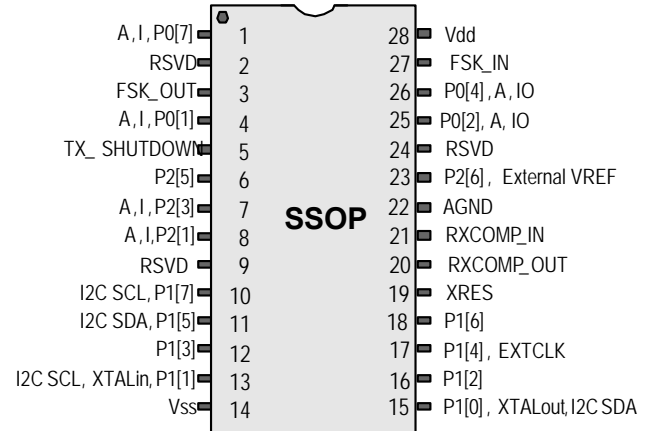 A, I, P0[7] 1 28 Vdd
RSVD 2 27 FSK_IN
FSK_OUT 3 26 P0[4], A, IO
A, I, P0[1] 4 25 P0[2], A, IO
TX_ SHUTDOWN 5 24 RSVD
P2[5] 6 23 P2[6], External VREF
A, I, P2[3] 7 SSOP 22 AGND
A, I, P2[1] 8 21 RXCOMP_IN
RSVD 9 20 RXCOMP_OUT
I2C SCL, P1[7] 10 19 XRES
I2C SDA, P1[5] 11 18 P1[6]
P1[3] 12 17 P1[4], EXTCLK
I2C SCL, XTALin, P1[1] 13 16 P1[2]
Vss 14 15 P1[0], XTALout, I2C SDA